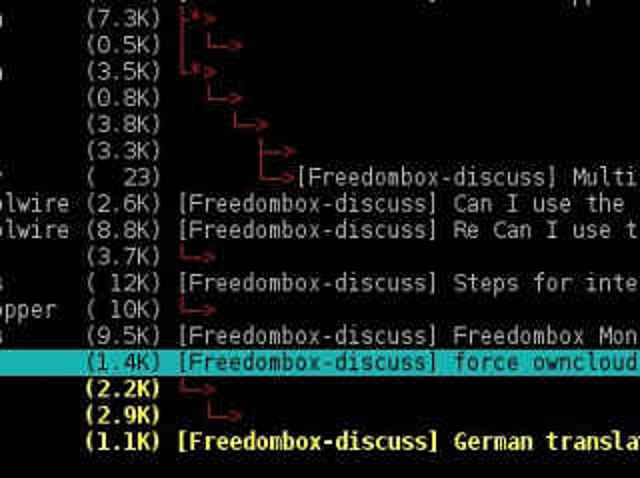 (7.3K) *>
(0.5K) >
(3.5K) *>
(0.8K) >
(3.8K) >
(3.3K) >
( 23) >[Freedombox-discuss] Multi
lwire (2.6K) [Freedombox-discuss] Can I use the
lwire (8.8K) [Freedombox-discuss] Re Can I use t
(3.7K) >
( 12K) [Freedombox-discuss] Steps for inte
opper ( 10K) >
s (9.5K) [Freedombox-discuss] Freedombox Mon
(1.4K) [Freedombox-discuss] force owncloud
(2.2K) >
(2.9K) >
(1.1K) [Freedombox-discuss] German transla